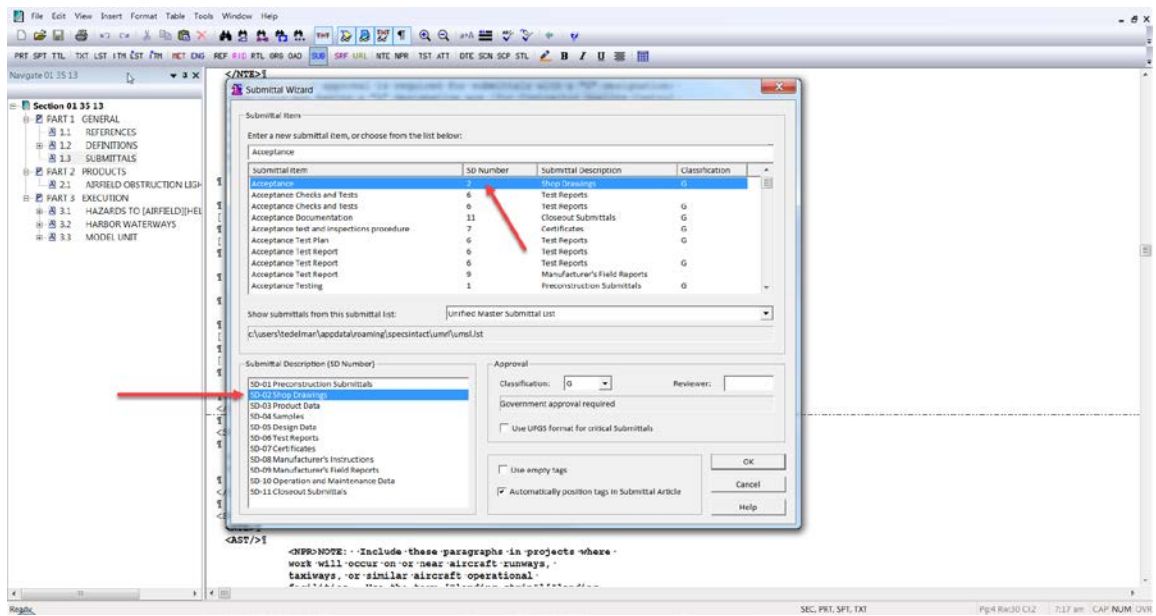 File Edit View Insert Format Table Tools Window Help
PRT SPT TTL TXT LST ITM MET ENG REF RID RTL ORG OAD SUB SRF URL NTE NPR TST ATT DTE SCN SCP STL B I U
Navigate 01 35 13
Section 01 35 13
PART 1 GENERAL
1.1 REFERENCES
1.2 DEFINITIONS
1.3 SUBMITTALS
PART 2 PRODUCTS
2.1 AIRFIELD OBSTRUCTION LIGH
PART 3 EXECUTION
3.1 HAZARDS TO [AIRFIELD][HEL
3.2 HARBOR WATERWAYS
3.3 MODEL UNIT
</NTE>¶
Submittal Wizard
Submittal Item
Enter a new submittal item, or choose from the list below:
Acceptance
Submittal Item SD Number Submittal Description Classification
Acceptance 2 Shop Drawings G
Acceptance Checks and Tests 6 Test Reports
Acceptance Checks and Tests 6 Test Reports G
Acceptance Documentation 11 Closeout Submittals G
Acceptance test and inspections procedure 7 Certificates G
Acceptance Test Plan 6 Test Reports G
Acceptance Test Report 6 Test Reports
Acceptance Test Report 6 Test Reports G
Acceptance Test Report 9 Manufacturer's Field Reports
Acceptance Testing 1 Preconstruction Submittals G
Show submittals from this submittal list: Unified Master Submittal List
c:\users\tedelmar\appdata\roaming\specsintact\umrl\umsl.lst
Submittal Description (SD Number)
SD-01 Preconstruction Submittals
SD-02 Shop Drawings
SD-03 Product Data
SD-04 Samples
SD-05 Design Data
SD-06 Test Reports
SD-07 Certificates
SD-08 Manufacturer's Instructions
SD-09 Manufacturer's Field Reports
SD-10 Operation and Maintenance Data
SD-11 Closeout Submittals
Approval
Classification: G Reviewer:
Government approval required
Use UFGS format for critical Submittals
Use empty tags
Automatically position tags in Submittal Article
OK
Cancel
Help
<AST/>¶
<NPR>NOTE: Include these paragraphs in projects where
work will occur on or near aircraft runways,
taxiways, or similar aircraft operational
SEC, PRT, SPT, TXT 7:17 am CAP NUM OVR